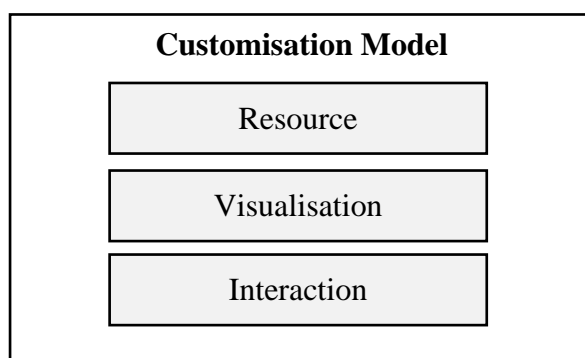 Customisation Model
Resource
Visualisation
Interaction